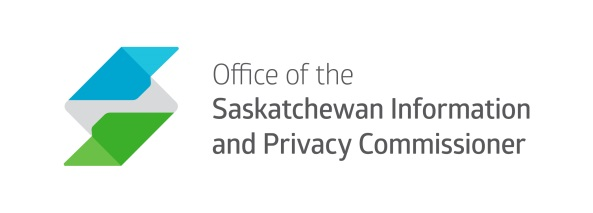 Office of the
Saskatchewan Information
and Privacy Commissioner